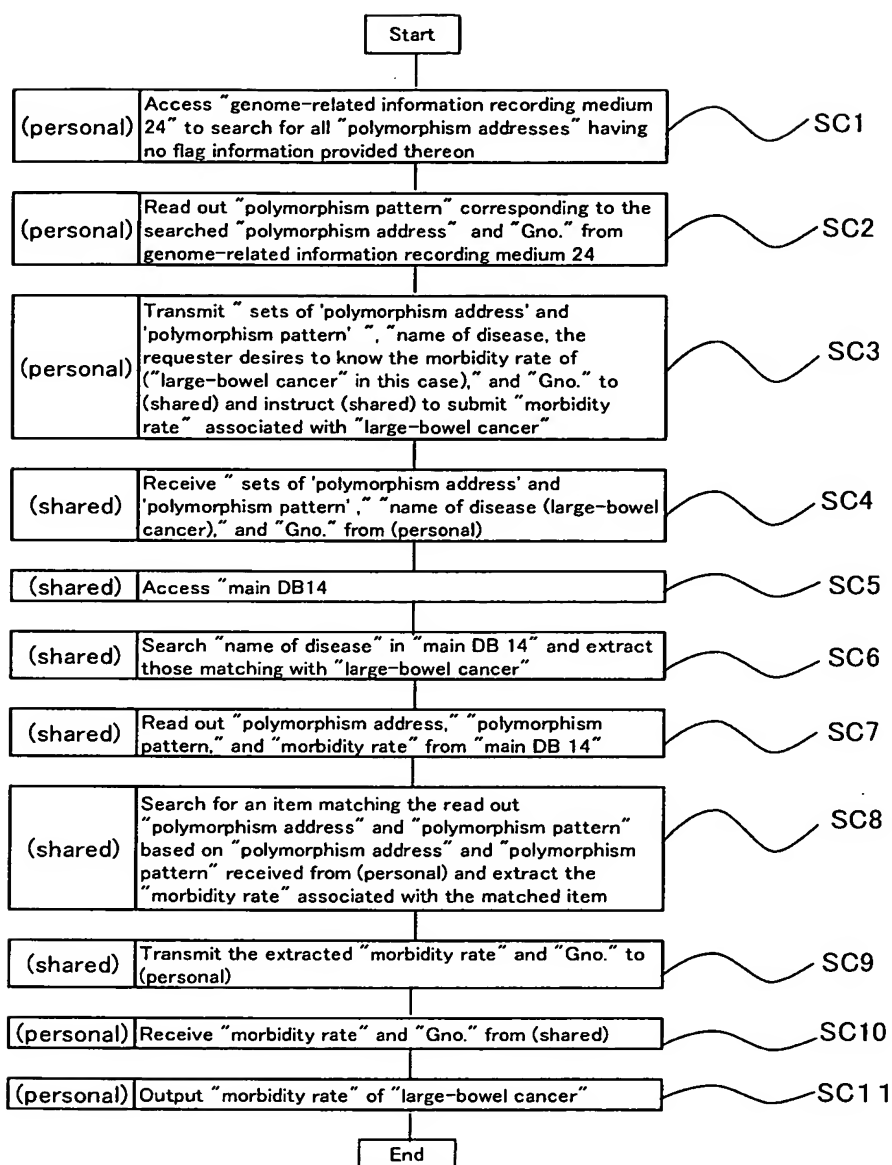 Start
(personal)
Access "genome-related information recording medium
24" to search for all "polymorphism addresses" having
no flag information provided thereon
SC1
(personal)
Read out "polymorphism pattern" corresponding to the
searched "polymorphism address" and "Gno." from
genome-related information recording medium 24
SC2
(personal)
Transmit " sets of 'polymorphism address' and
'polymorphism pattern' ", "name of disease, the
requester desires to know the morbidity rate of
("large-bowel cancer" in this case)," and "Gno." to
(shared) and instruct (shared) to submit "morbidity
rate" associated with "large-bowel cancer"
SC3
(shared)
Receive " sets of 'polymorphism address' and
'polymorphism pattern' ," "name of disease (large-bowel
cancer)," and "Gno." from (personal)
SC4
(shared)
Access "main DB14
SC5
(shared)
Search "name of disease" in "main DB 14" and extract
those matching with "large-bowel cancer"
SC6
(shared)
Read out "polymorphism address," "polymorphism
pattern," and "morbidity rate" from "main DB 14"
SC7
(shared)
Search for an item matching the read out
"polymorphism address" and "polymorphism pattern"
based on "polymorphism address" and "polymorphism
pattern" received from (personal) and extract the
"morbidity rate" associated with the matched item
SC8
(shared)
Transmit the extracted "morbidity rate" and "Gno." to
(personal)
SC9
(personal)
Receive "morbidity rate" and "Gno." from (shared)
SC10
(personal)
Output "morbidity rate" of "large-bowel cancer"
SC11
End